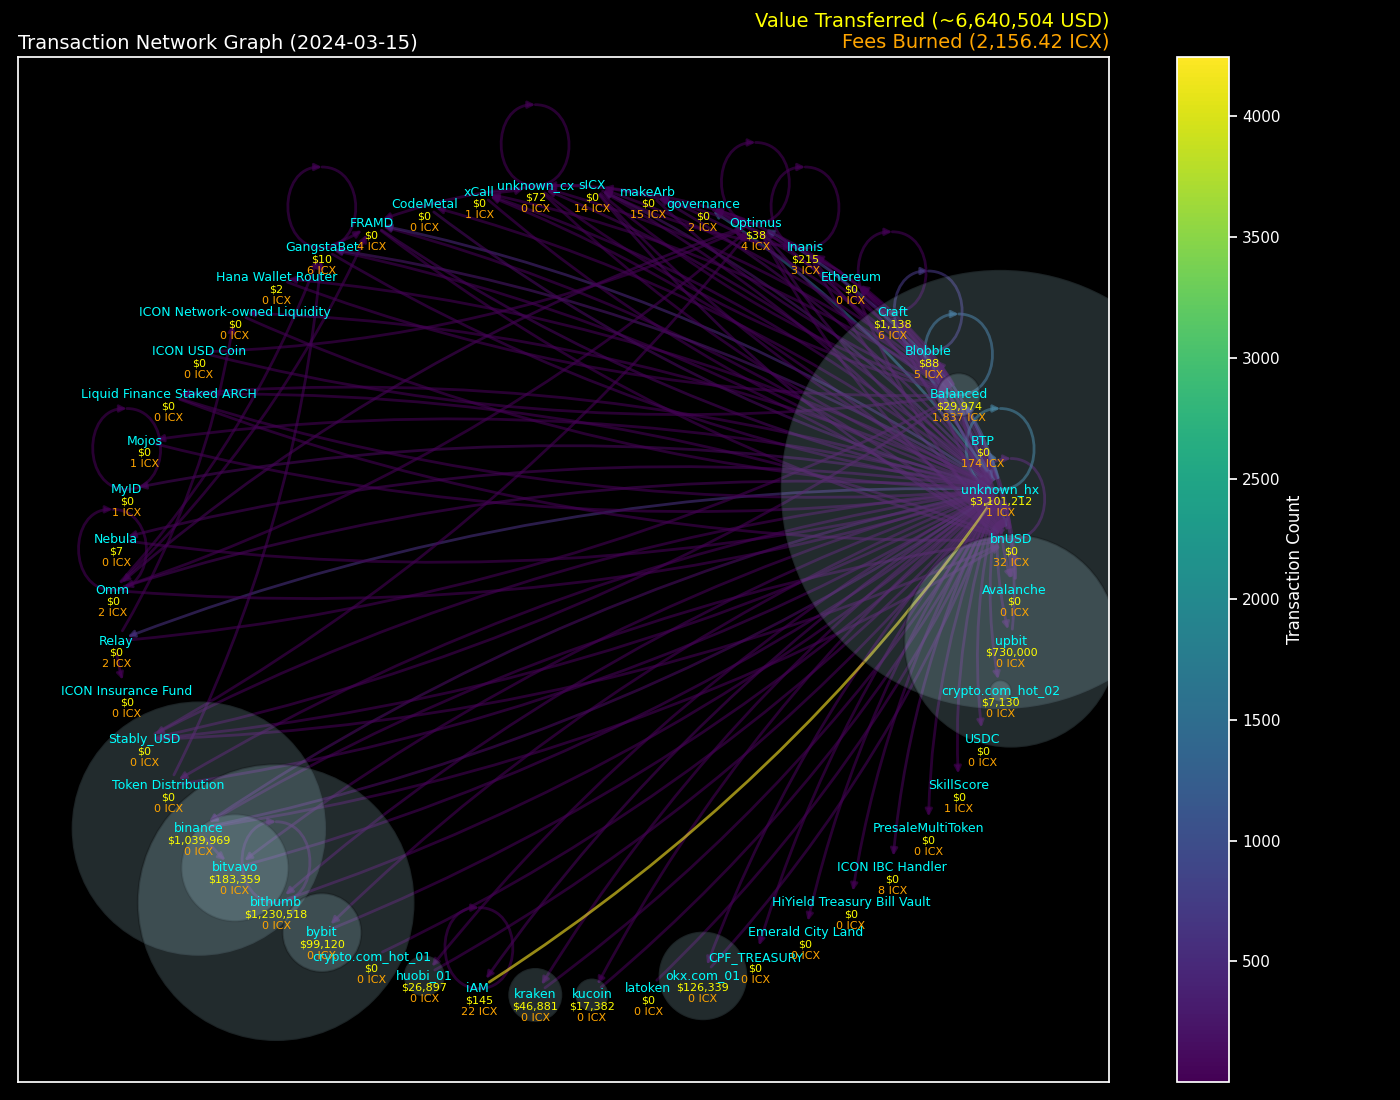 Value Transferred (~6,640,504 USD)
Transaction Network Graph (2024-03-15)
Fees Burned (2,156.42 ICX)
unknown_cx
$72
0 ICX
sICX
$0
14 ICX
xCall
$0
1 ICX
makeArb
$0
15 ICX
CodeMetal
$0
0 ICX
governance
$0
2 ICX
FRAMD
$0
4 ICX
Optimus
$38
4 ICX
GangstaBet
$10
6 ICX
Inanis
$215
3 ICX
Hana Wallet Router
$2
0 ICX
Ethereum
$0
0 ICX
ICON Network-owned Liquidity
$0
0 ICX
Craft
$1,138
6 ICX
ICON USD Coin
$0
0 ICX
Blobble
$88
5 ICX
Liquid Finance Staked ARCH
$0
0 ICX
Balanced
$29,974
1,837 ICX
Mojos
$0
1 ICX
BTP
$0
174 ICX
MyID
$0
1 ICX
unknown_hx
$3,101,212
1 ICX
Nebula
$7
0 ICX
bnUSD
$0
32 ICX
Omm
$0
2 ICX
Avalanche
$0
0 ICX
Relay
$0
2 ICX
upbit
$730,000
0 ICX
ICON Insurance Fund
$0
0 ICX
crypto.com_hot_02
$7,130
0 ICX
Stably_USD
$0
0 ICX
USDC
$0
0 ICX
Token Distribution
$0
0 ICX
SkillScore
$0
1 ICX
binance
$1,039,969
0 ICX
PresaleMultiToken
$0
0 ICX
bitvavo
$183,359
0 ICX
ICON IBC Handler
$0
8 ICX
bithumb
$1,230,518
0 ICX
HiYield Treasury Bill Vault
$0
0 ICX
bybit
$99,120
0 ICX
Emerald City Land
$0
0 ICX
crypto.com_hot_01
$0
0 ICX
CPF_TREASURY
$0
0 ICX
huobi_01
$26,897
0 ICX
okx.com_01
$126,339
0 ICX
iAM
$145
22 ICX
latoken
$0
0 ICX
kraken
$46,881
0 ICX
kucoin
$17,382
0 ICX
4000
3500
3000
2500
2000
1500
1000
500
Transaction Count